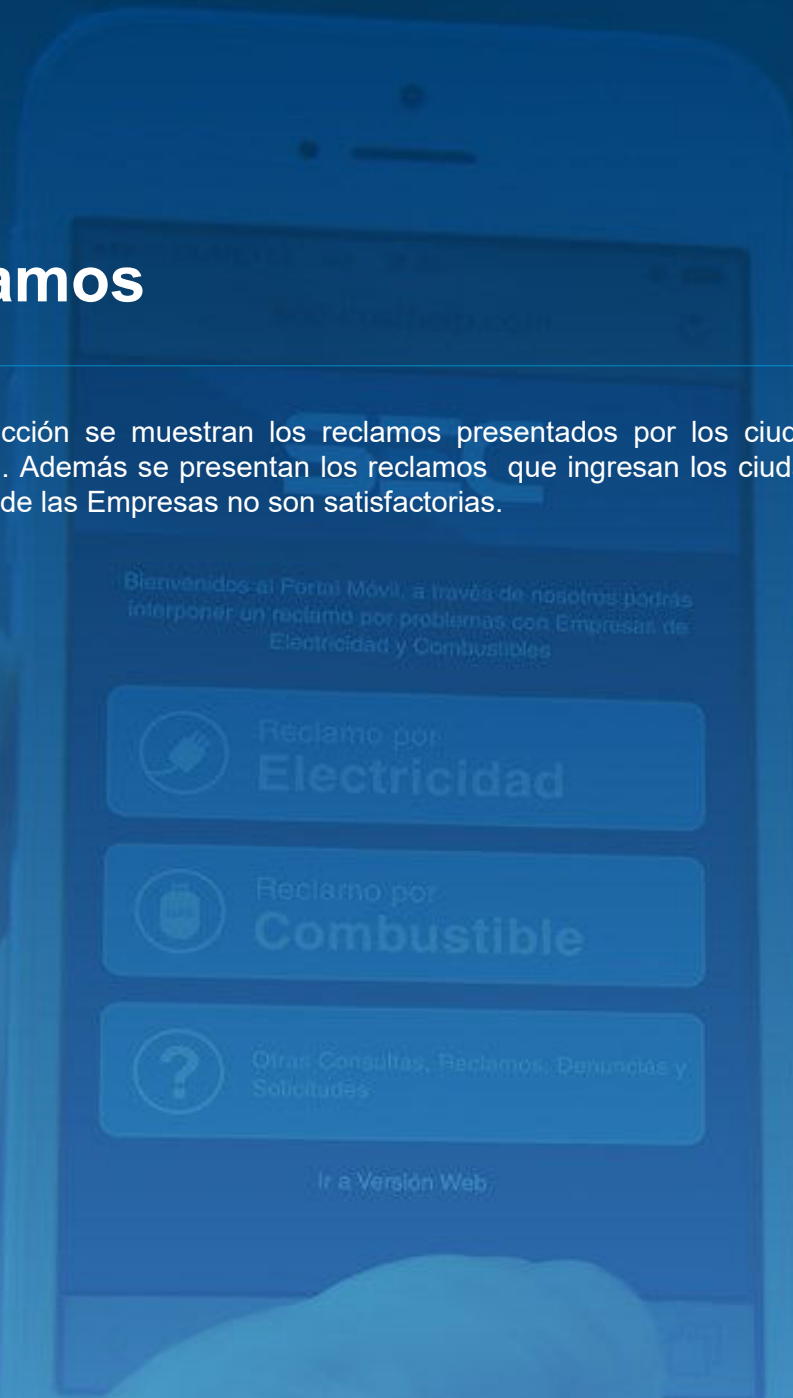 amos
cción se muestran los reclamos presentados por los ciud
. Además se presentan los reclamos que ingresan los ciud
de las Empresas no son satisfactorias.
SEC
Bienvenidos al Portal Móvil, a través de nosotros podrás
interponer un reclamo por problemas con Empresas de
Electricidad y Combustibles
Reclamo por
Electricidad
Reclamo por
Combustible
Otras Consultas, Reclamos, Denuncias y
Solicitudes
Ir a Versión Web